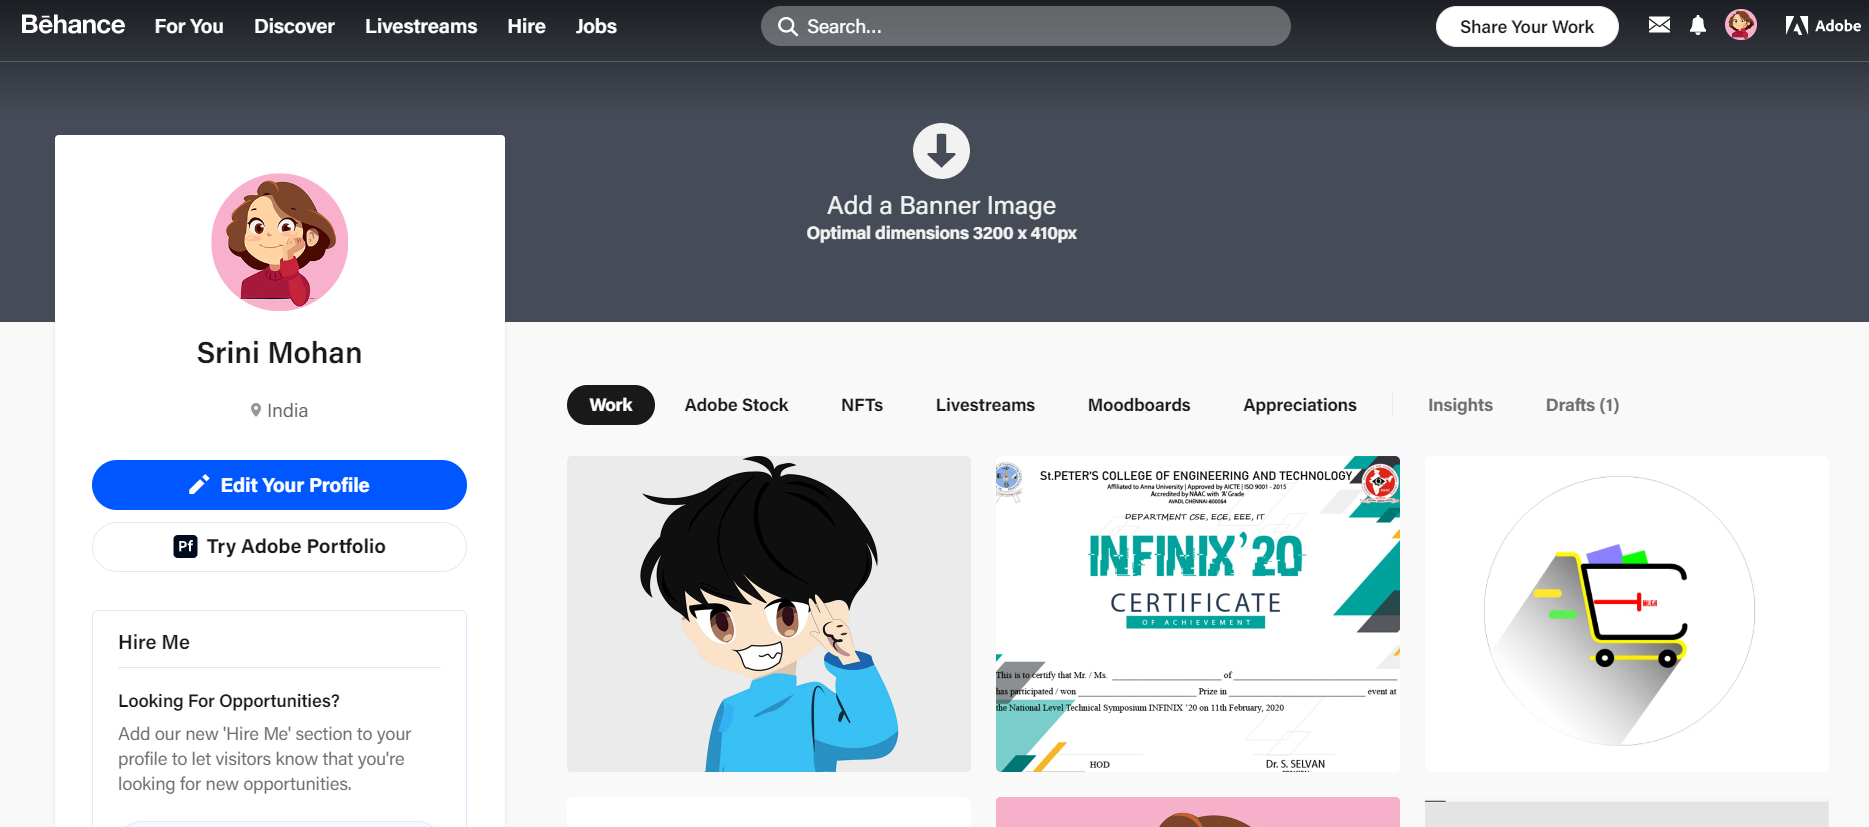 Bēhance
For You
Discover
Livestreams
Hire
Jobs
Search...
Share Your Work
Adobe
Add a Banner Image
Optimal dimensions 3200 x 410px
Srini Mohan
India
Edit Your Profile
Pf Try Adobe Portfolio
Hire Me
Looking For Opportunities?
Add our new 'Hire Me' section to your
profile to let visitors know that you're
looking for new opportunities.
Work
Adobe Stock
NFTs
Livestreams
Moodboards
Appreciations
Insights
Drafts (1)
St.PETER'S COLLEGE OF ENGINEERING AND TECHNOLOGY
Affiliated to Anna University | Approved by AICTE | ISO 9001 - 2015
Accredited by NAAC with 'A' Grade
AVADI, CHENNAI-600054
DEPARTMENT CSE, ECE, EEE, IT
INFINIX'20
CERTIFICATE
OF ACHIEVEMENT
This is to certify that Mr. / Ms. ____________________ of ____________________
has participated / won ____________________ Prize in ____________________ event at
the National Level Technical Symposium INFINIX '20 on 11th February, 2020
HOD
Dr. S. SELVAN